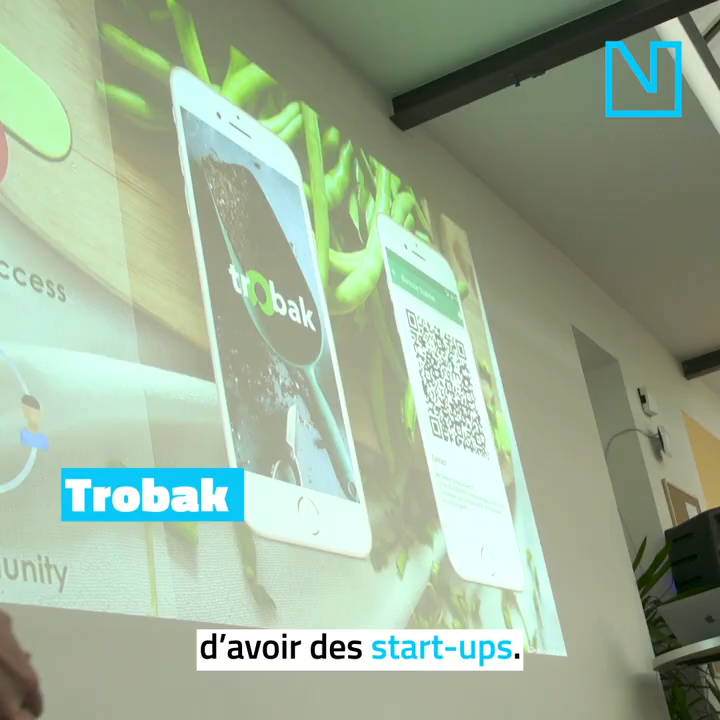 ccess
trobak
Trobak
unity
d’avoir des start-ups.